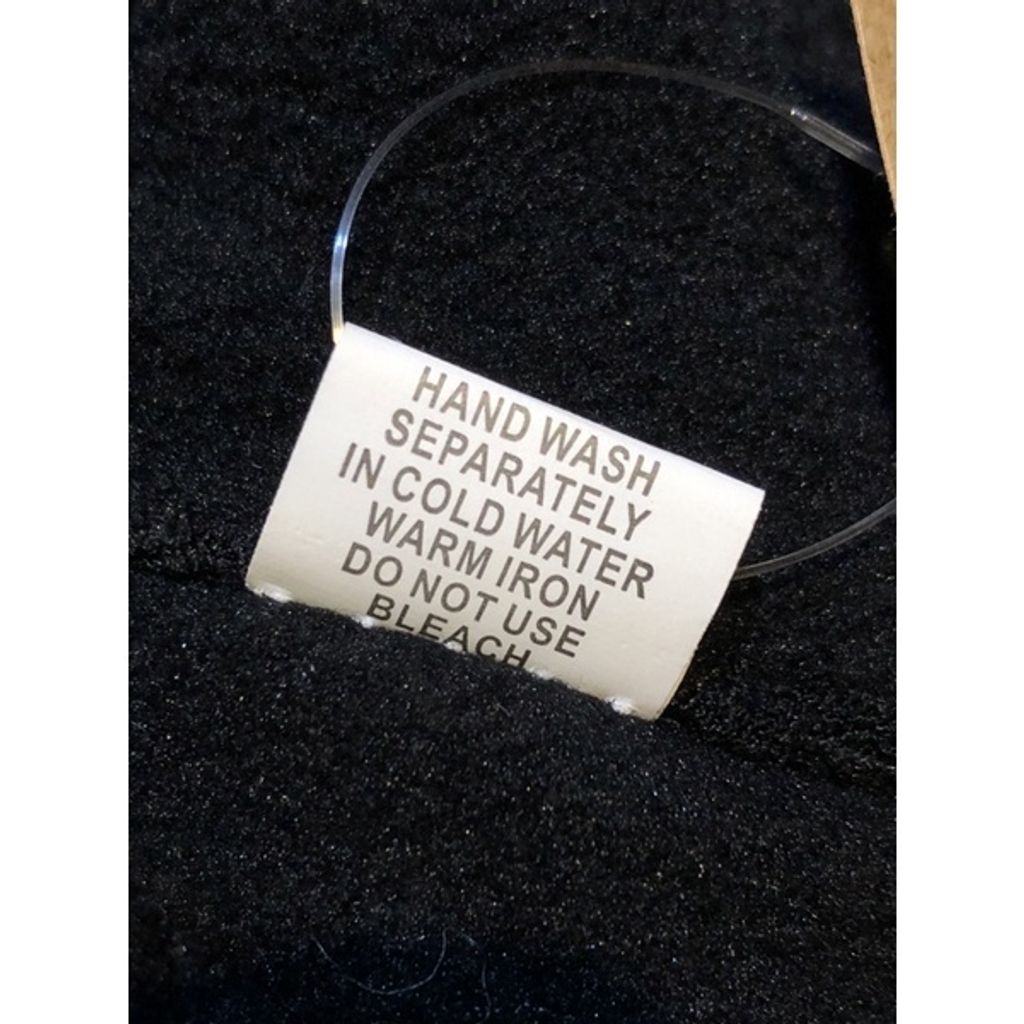 HAND WASH
SEPARATELY
IN COLD WATER
WARM IRON
DO NOT USE
BLEACH